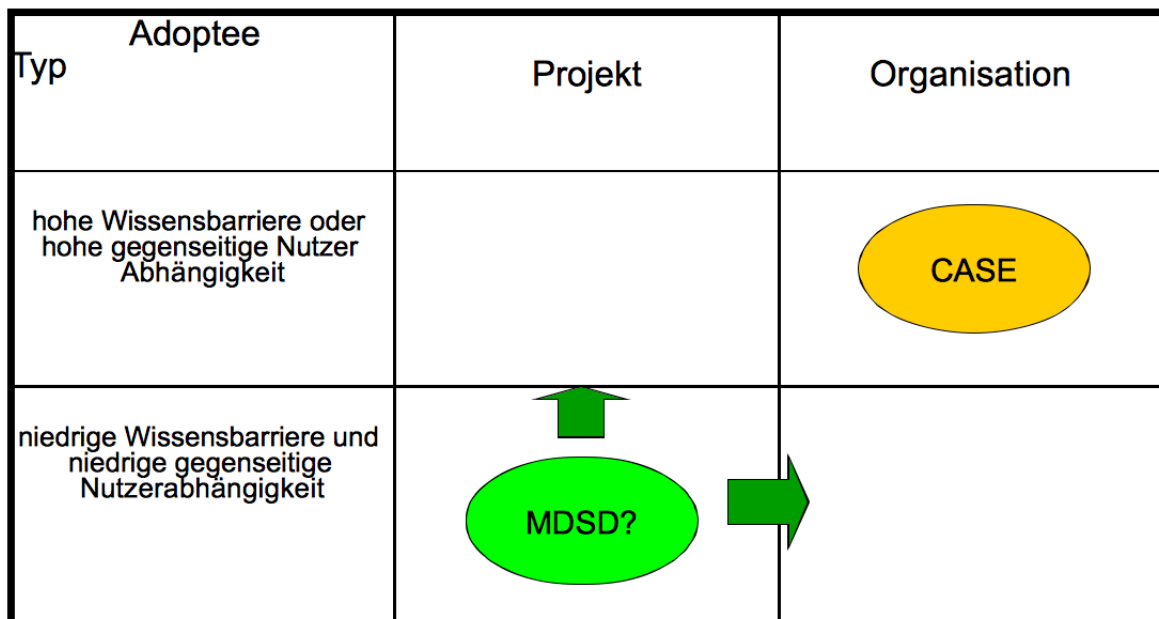 Adoptee
Typ
Projekt
Organisation
hohe Wissensbarriere oder
hohe gegenseitige Nutzer
Abhängigkeit
CASE
niedrige Wissensbarriere und
niedrige gegenseitige
Nutzerabhängigkeit
MDSD?